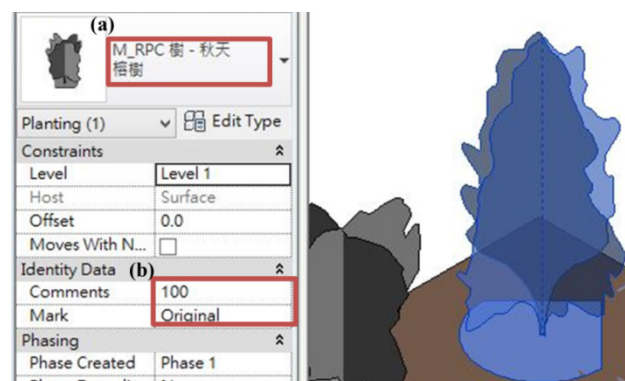 (a)
M_RPC 樹 - 秋天
榕樹
Planting (1)
Edit Type
Constraints
Level Level 1
Host Surface
Offset 0.0
Moves With N...
Identity Data (b)
Comments 100
Mark Original
Phasing
Phase Created Phase 1